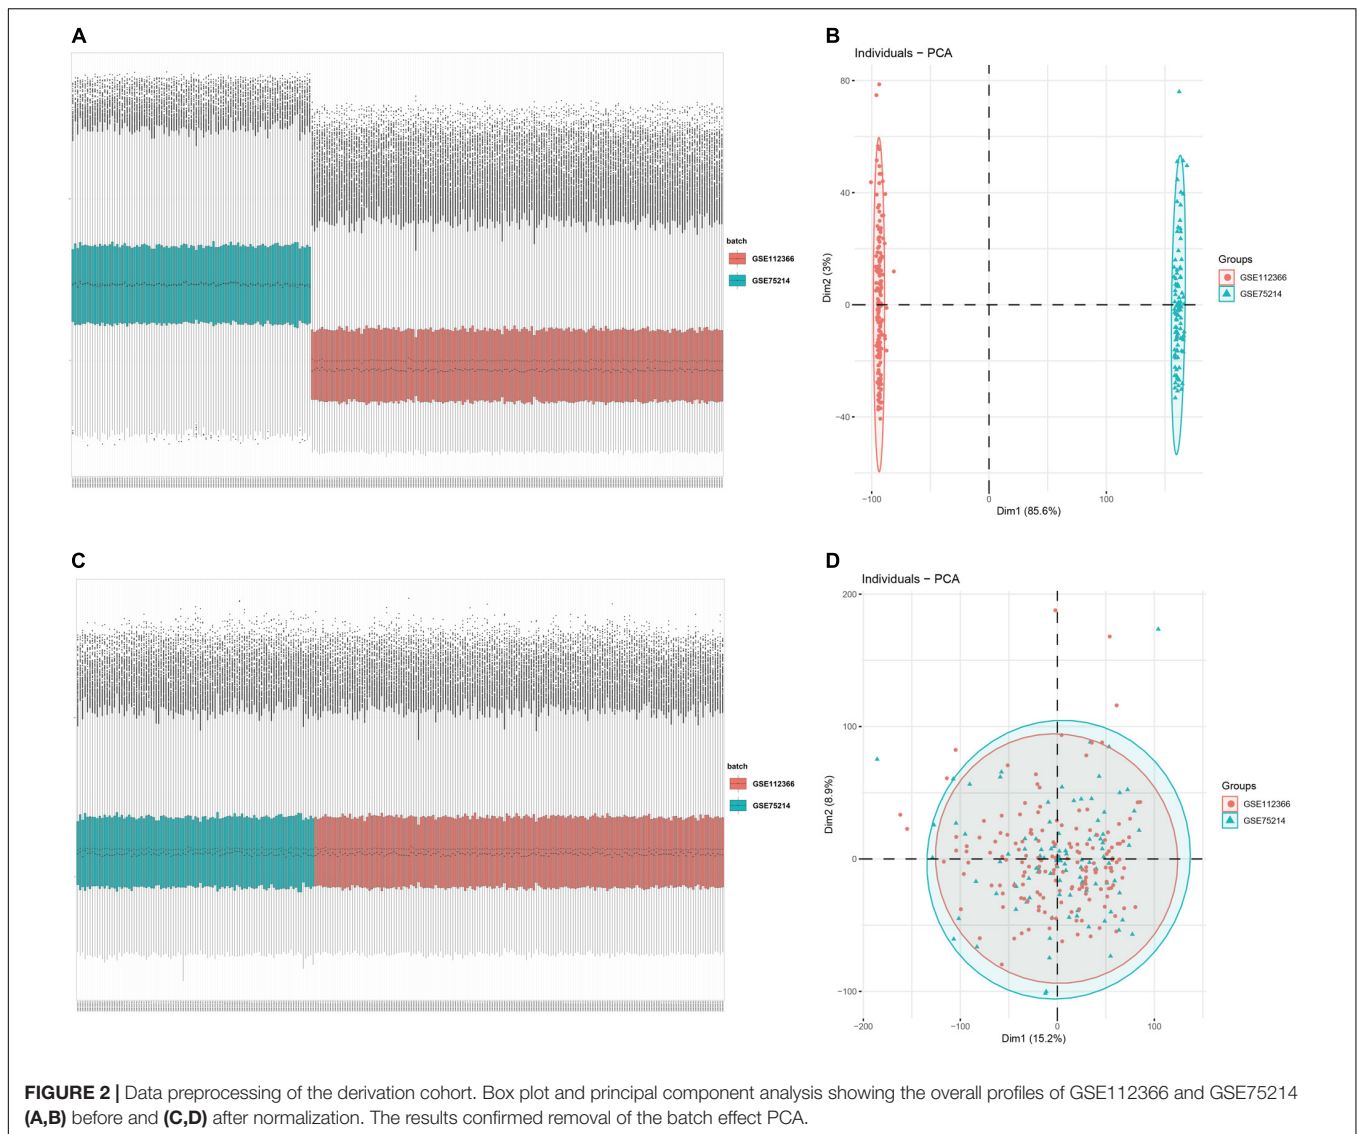 A
batch
GSE112366
GSE75214
B
Individuals − PCA
80
40
0
−40
Dim2 (3%)
−100
0
100
Dim1 (85.6%)
Groups
GSE112366
GSE75214
C
batch
GSE112366
GSE75214
D
Individuals − PCA
200
100
0
−100
Dim2 (8.9%)
−200
−100
0
100
Dim1 (15.2%)
Groups
GSE112366
GSE75214
FIGURE 2 | Data preprocessing of the derivation cohort. Box plot and principal component analysis showing the overall profiles of GSE112366 and GSE75214
(A,B) before and (C,D) after normalization. The results confirmed removal of the batch effect PCA.